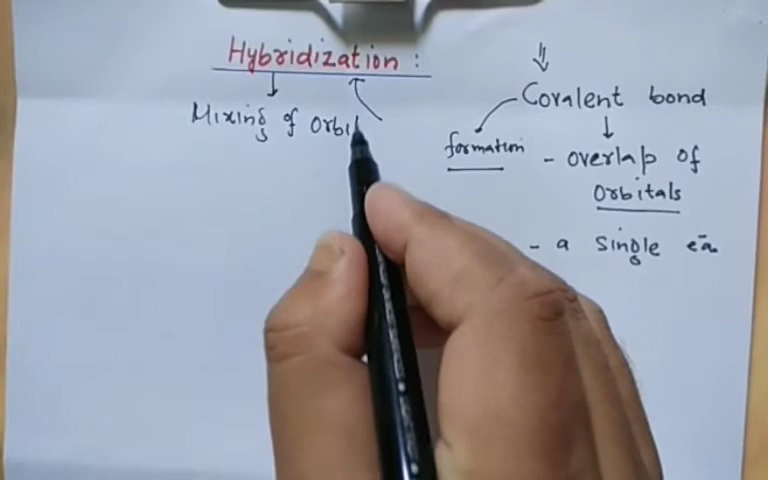 Hybridization :
Mixing of Orbi
Covalent bond
formation
- overlap of
Orbitals
- a single